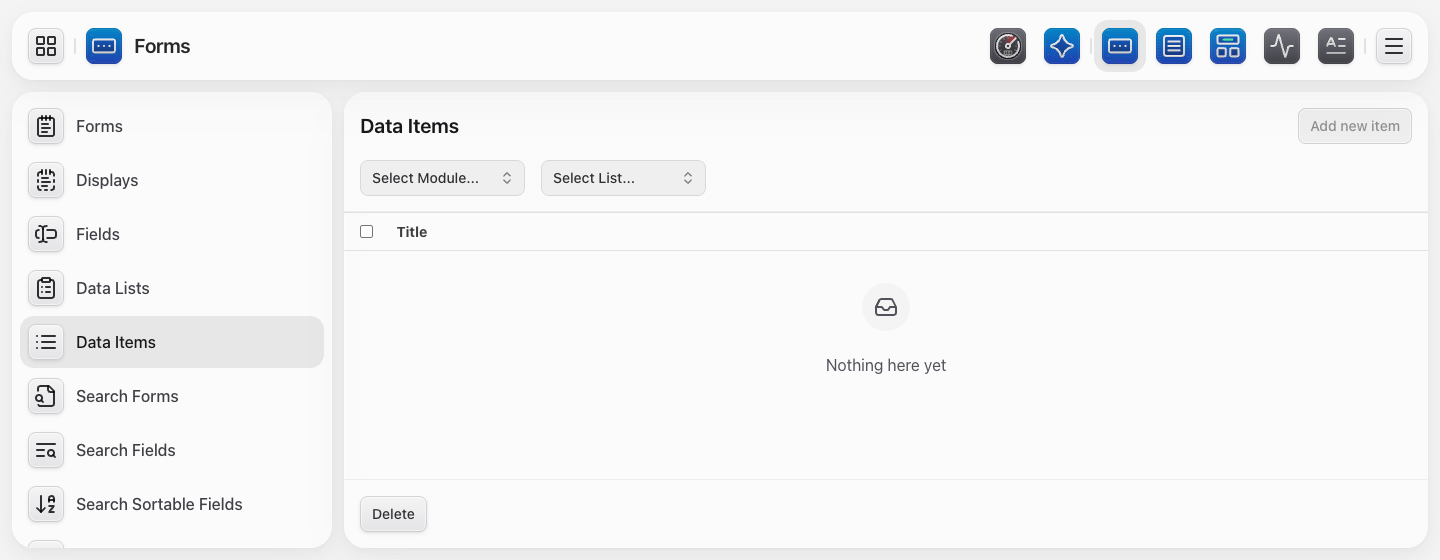 Forms
Forms
Displays
Fields
Data Lists
Data Items
Search Forms
Search Fields
Search Sortable Fields
Data Items
Add new item
Select Module...
Select List...
Title
Nothing here yet
Delete